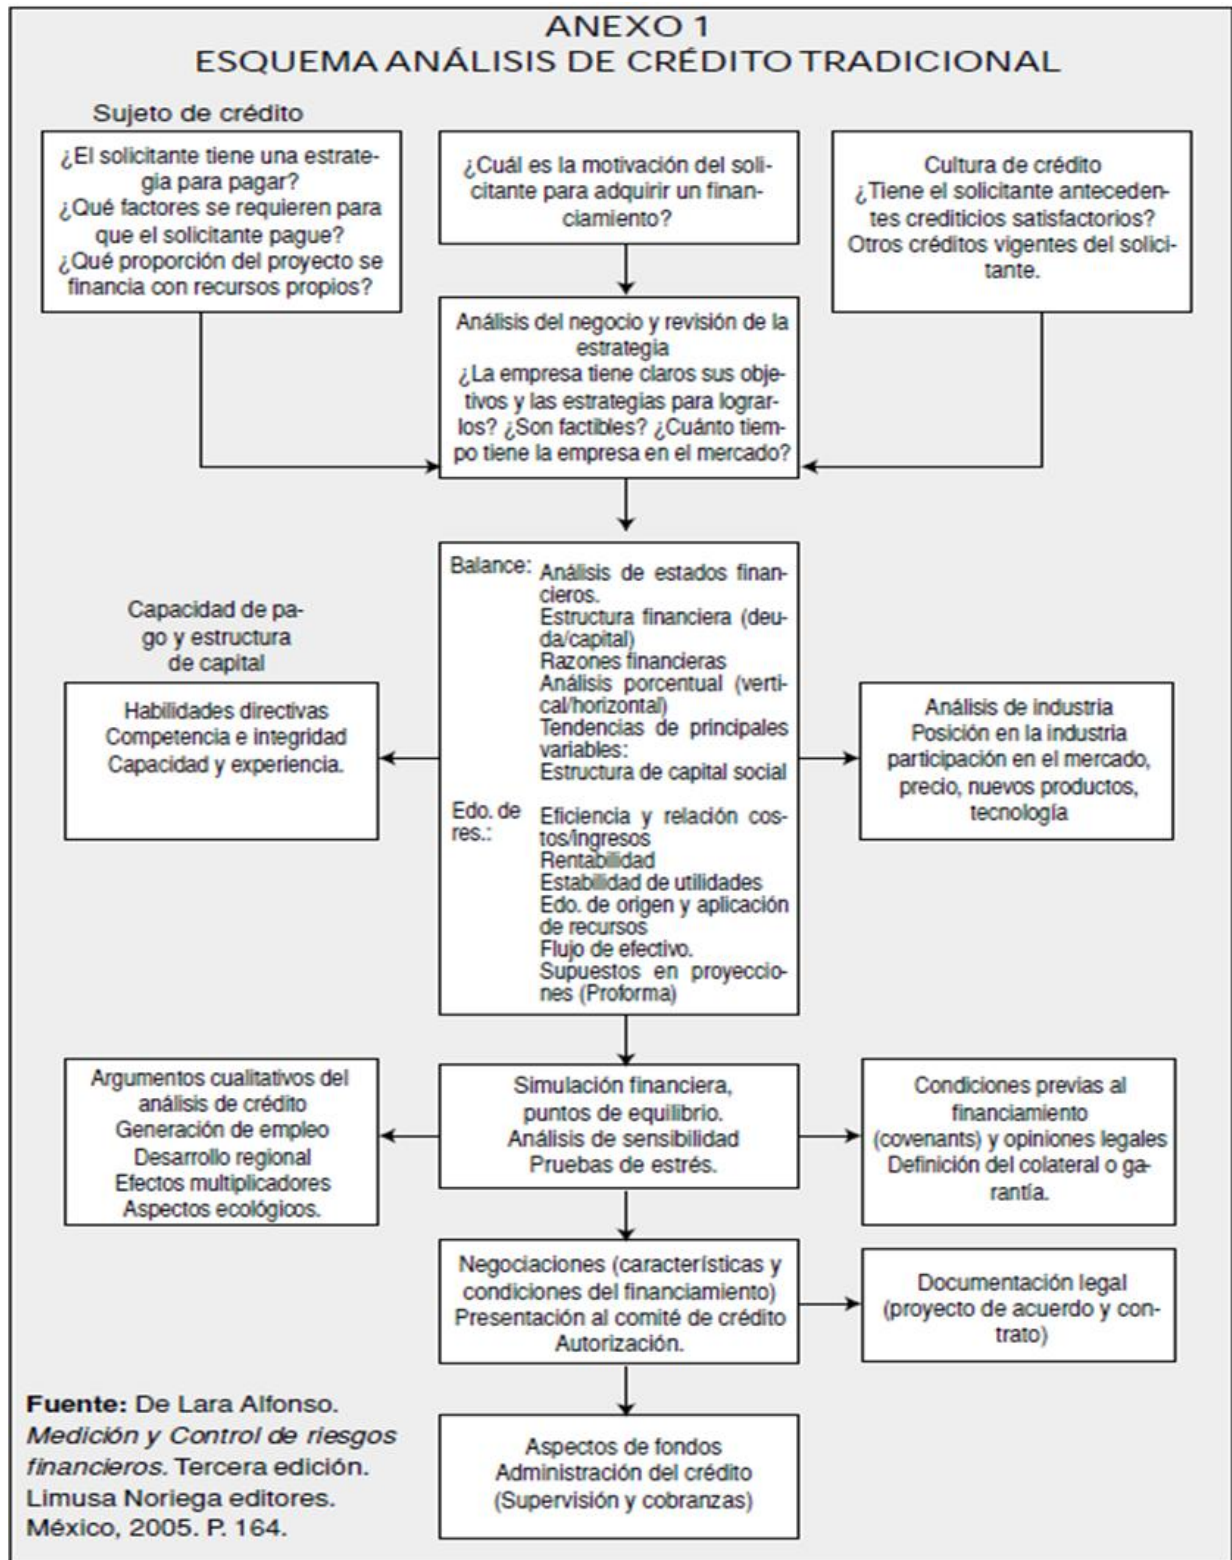 ANEXO 1
ESQUEMA ANÁLISIS DE CRÉDITO TRADICIONAL
Sujeto de crédito
¿El solicitante tiene una estrate-
gia para pagar?
¿Qué factores se requieren para
que el solicitante pague?
¿Qué proporción del proyecto se
financia con recursos propios?
¿Cuál es la motivación del soli-
citante para adquirir un finan-
ciamiento?
Cultura de crédito
¿Tiene el solicitante anteceden-
tes crediticios satisfactorios?
Otros créditos vigentes del solici-
tante.
Análisis del negocio y revisión de la
estrategia
¿La empresa tiene claros sus obje-
tivos y las estrategias para lograr-
los? ¿Son factibles? ¿Cuánto tiem-
po tiene la empresa en el mercado?
Capacidad de pa-
go y estructura
de capital
Habilidades directivas
Competencia e integridad
Capacidad y experiencia.
Balance: Análisis de estados finan-
cieros.
Estructura financiera (deu-
da/capital)
Razones financieras
Análisis porcentual (verti-
cal/horizontal)
Tendencias de principales
variables:
Estructura de capital social
Edo. de
res.:
Eficiencia y relación cos-
tos/ingresos
Rentabilidad
Estabilidad de utilidades
Edo. de origen y aplicación
de recursos
Flujo de efectivo.
Supuestos en proyeccio-
nes (Proforma)
Análisis de industria
Posición en la industria
participación en el mercado,
precio, nuevos productos,
tecnología
Argumentos cualitativos del
análisis de crédito
Generación de empleo
Desarrollo regional
Efectos multiplicadores
Aspectos ecológicos.
Simulación financiera,
puntos de equilibrio.
Análisis de sensibilidad
Pruebas de estrés.
Condiciones previas al
financiamiento
(covenants) y opiniones legales
Definición del colateral o ga-
rantía.
Negociaciones (características y
condiciones del financiamiento)
Presentación al comité de crédito
Autorización.
Documentación legal
(proyecto de acuerdo y con-
trato)
Aspectos de fondos
Administración del crédito
(Supervisión y cobranzas)
Fuente: De Lara Alfonso.
Medición y Control de riesgos
financieros. Tercera edición.
Limusa Noriega editores.
México, 2005. P. 164.